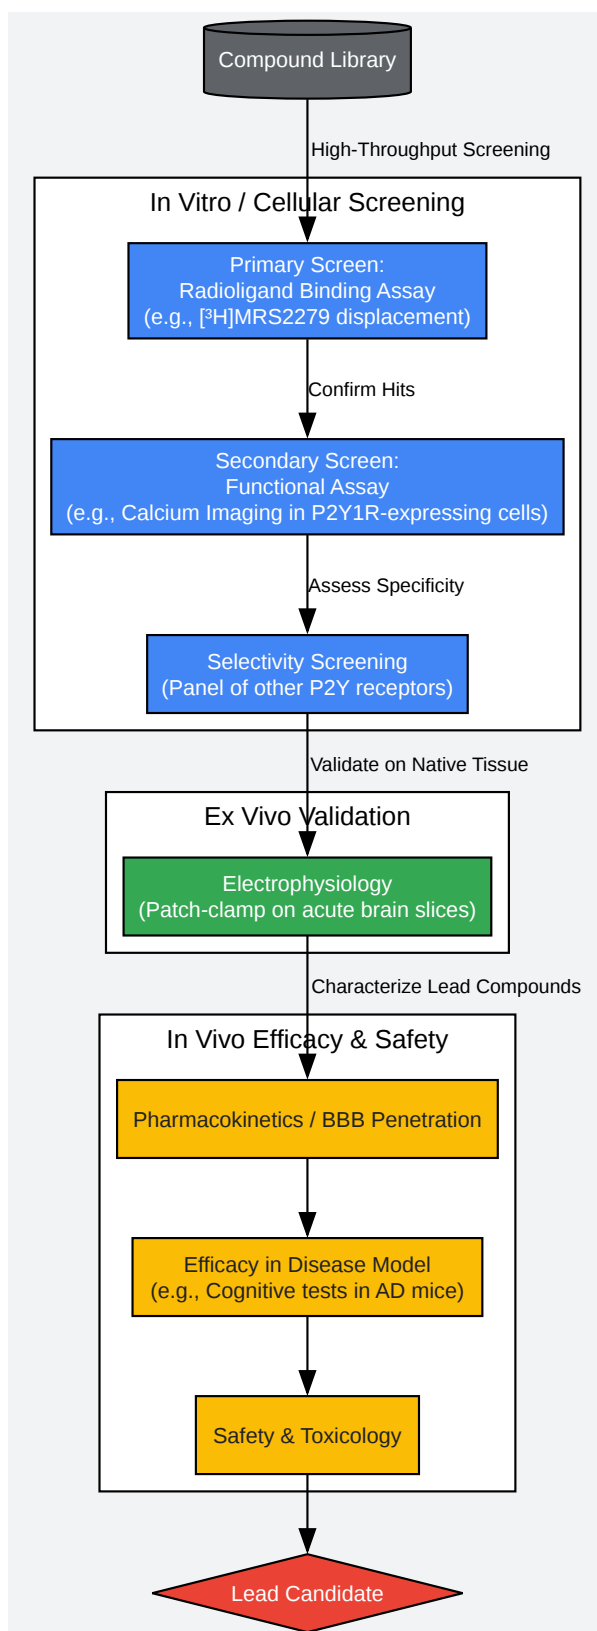 Compound Library
High-Throughput Screening
In Vitro / Cellular Screening
Primary Screen:
Radioligand Binding Assay
(e.g., [³H]MRS2279 displacement)
Confirm Hits
Secondary Screen:
Functional Assay
(e.g., Calcium Imaging in P2Y1R-expressing cells)
Assess Specificity
Selectivity Screening
(Panel of other P2Y receptors)
Validate on Native Tissue
Ex Vivo Validation
Electrophysiology
(Patch-clamp on acute brain slices)
Characterize Lead Compounds
In Vivo Efficacy & Safety
Pharmacokinetics / BBB Penetration
Efficacy in Disease Model
(e.g., Cognitive tests in AD mice)
Safety & Toxicology
Lead Candidate